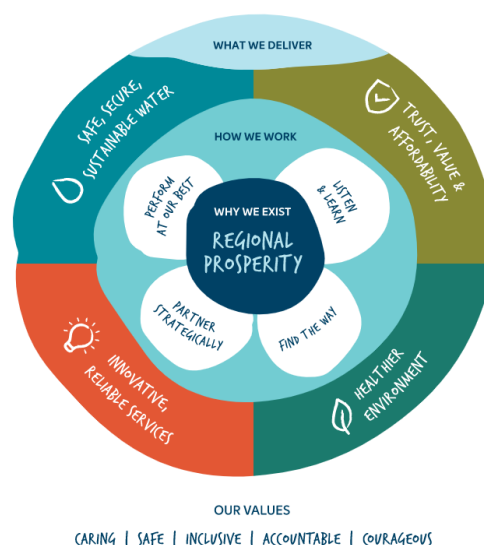 WHAT WE DELIVER
SAFE, SECURE,
SUSTAINABLE WATER
TRUST, VALUE &
AFFORDABILITY
HOW WE WORK
PERFORM
AT OUR BEST
LISTEN
& LEARN
WHY WE EXIST
REGIONAL
PROSPERITY
PARTNER
STRATEGICALLY
FIND THE WAY
INNOVATIVE,
RELIABLE SERVICES
HEALTHIER
ENVIRONMENT
OUR VALUES
CARING | SAFE | INCLUSIVE | ACCOUNTABLE | COURAGEOUS